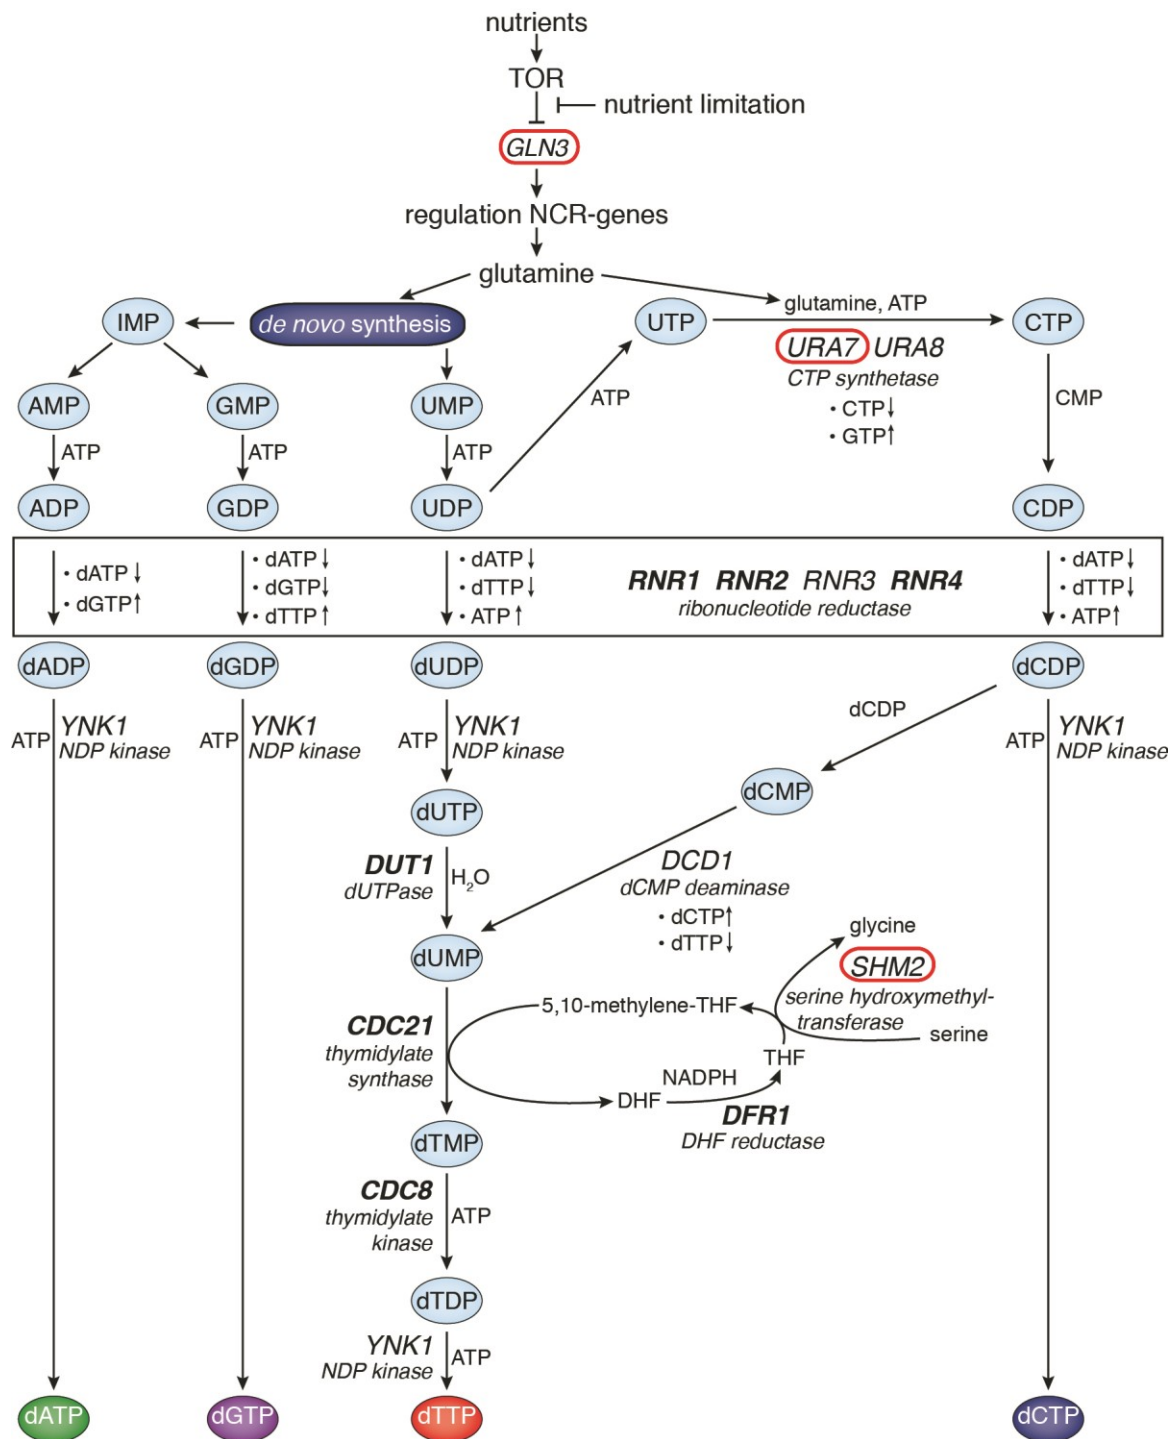 nutrients
TOR
nutrient limitation
GLN3
regulation NCR-genes
glutamine
IMP
de novo synthesis
UTP
glutamine, ATP
CTP
URA7 URA8
CTP synthetase
• CTP↓
• GTP↑
AMP
GMP
UMP
ATP
CMP
ATP
ATP
ATP
ADP
GDP
UDP
CDP
• dATP↓
• dGTP↑
• dATP↓
• dGTP↓
• dTTP↑
• dATP↓
• dTTP↓
• ATP↑
RNR1 RNR2 RNR3 RNR4
ribonucleotide reductase
• dATP↓
• dTTP↓
• ATP↑
dADP
dGDP
dUDP
dCDP
ATP
YNK1
NDP kinase
ATP
YNK1
NDP kinase
ATP
YNK1
NDP kinase
dCDP
ATP
YNK1
NDP kinase
dUTP
dCMP
DUT1
dUTPase
H₂O
DCD1
dCMP deaminase
• dCTP↑
• dTTP↓
dUMP
glycine
SHM2
serine hydroxymethyl-
transferase
serine
5,10-methylene-THF
CDC21
thymidylate
synthase
THF
NADPH
DHF
DFR1
DHF reductase
dTMP
CDC8
thymidylate
kinase
ATP
dTDP
YNK1
NDP kinase
ATP
dATP
dGTP
dTTP
dCTP